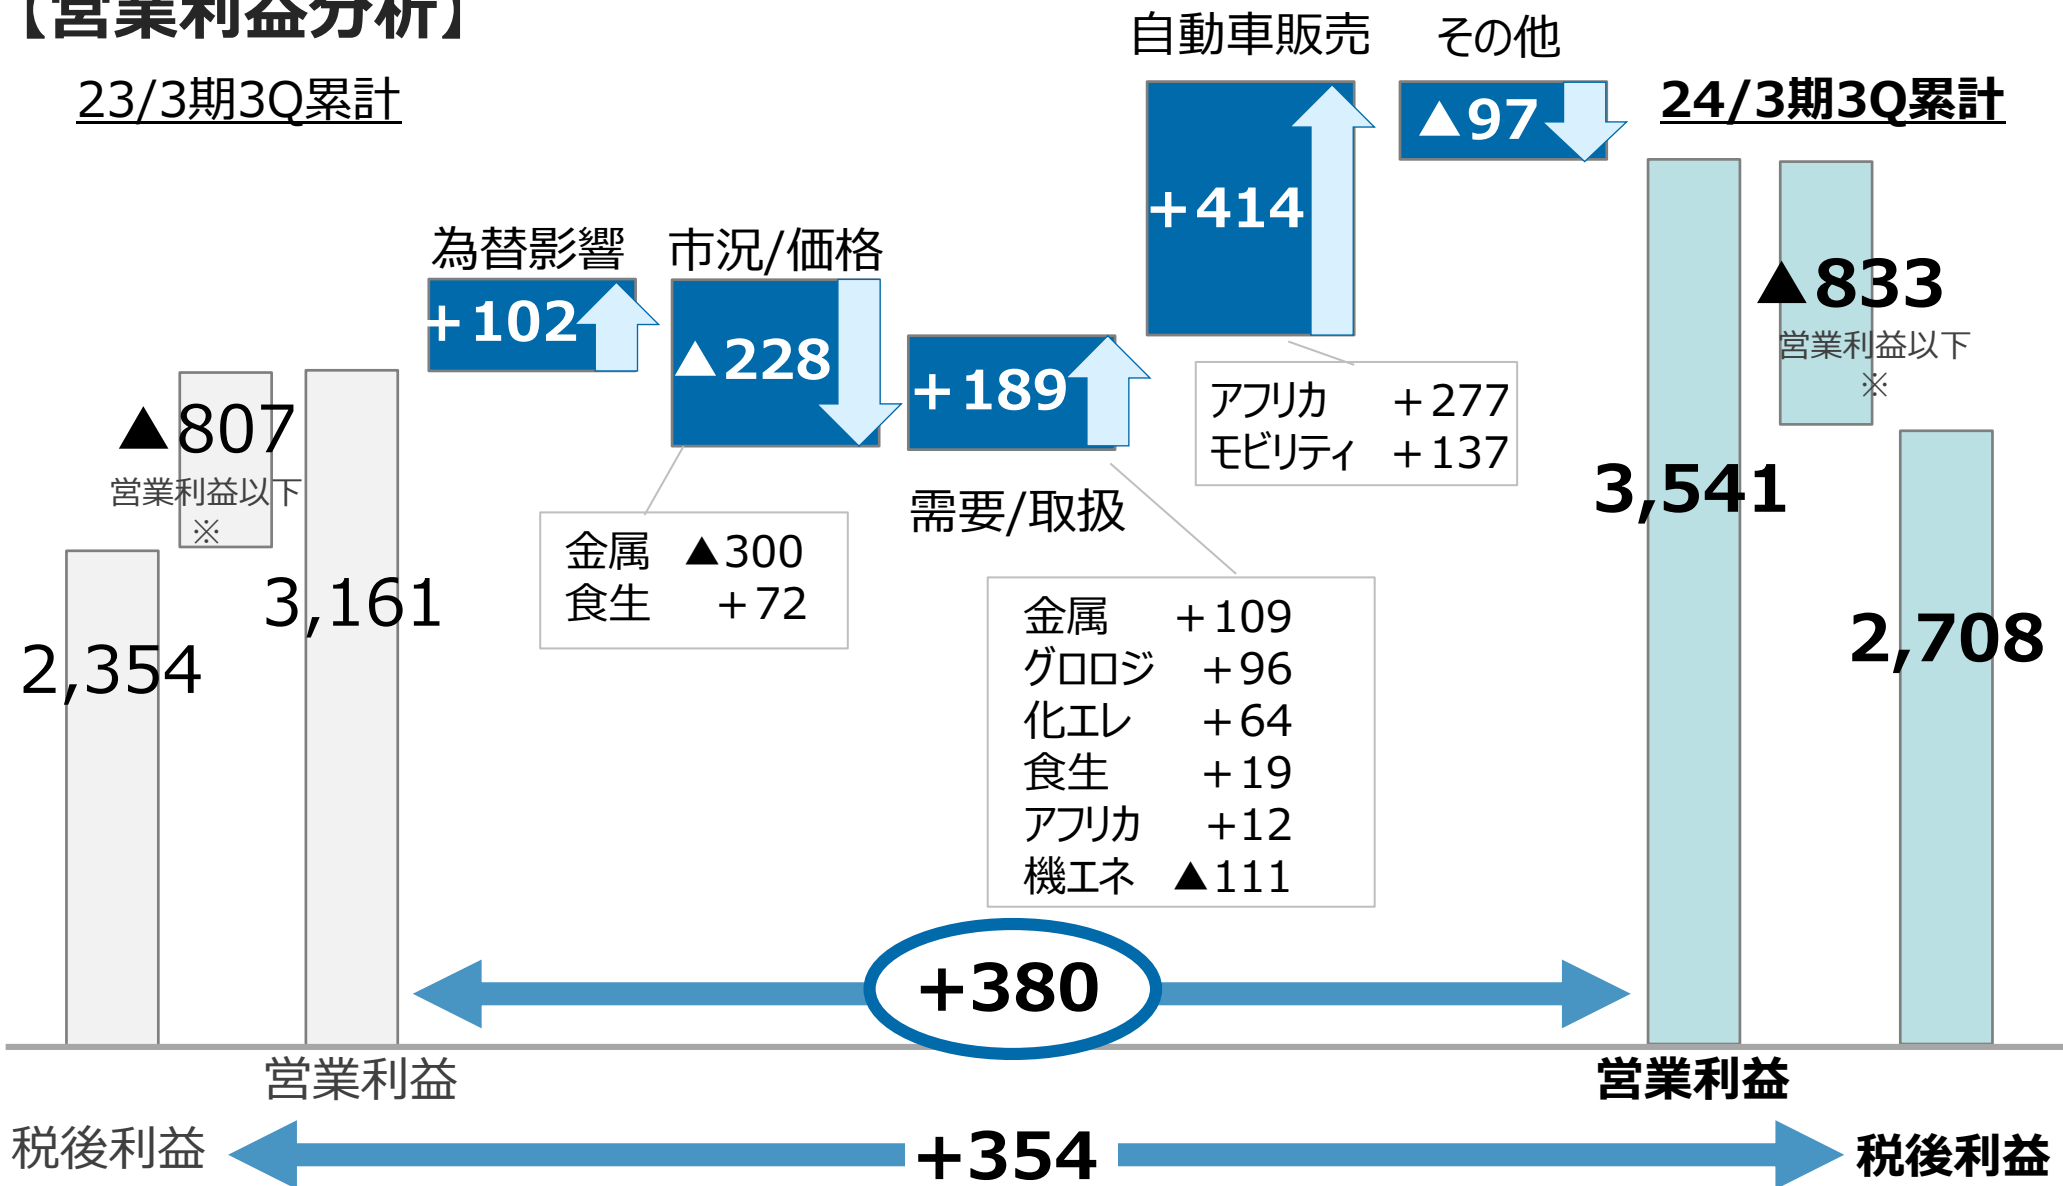 【営業利益分析】
23/3期3Q累計
24/3期3Q累計
2,354
▲807
営業利益以下
※
3,161
為替影響
+102
市況/価格
▲228
金属 ▲300
食生 +72
+189
需要/取扱
金属 +109
グロロジ +96
化エレ +64
食生 +19
アフリカ +12
機エネ ▲111
自動車販売
+414
アフリカ +277
モビリティ +137
その他
▲97
3,541
▲833
営業利益以下
※
2,708
+380
営業利益
営業利益
税後利益
+354
税後利益